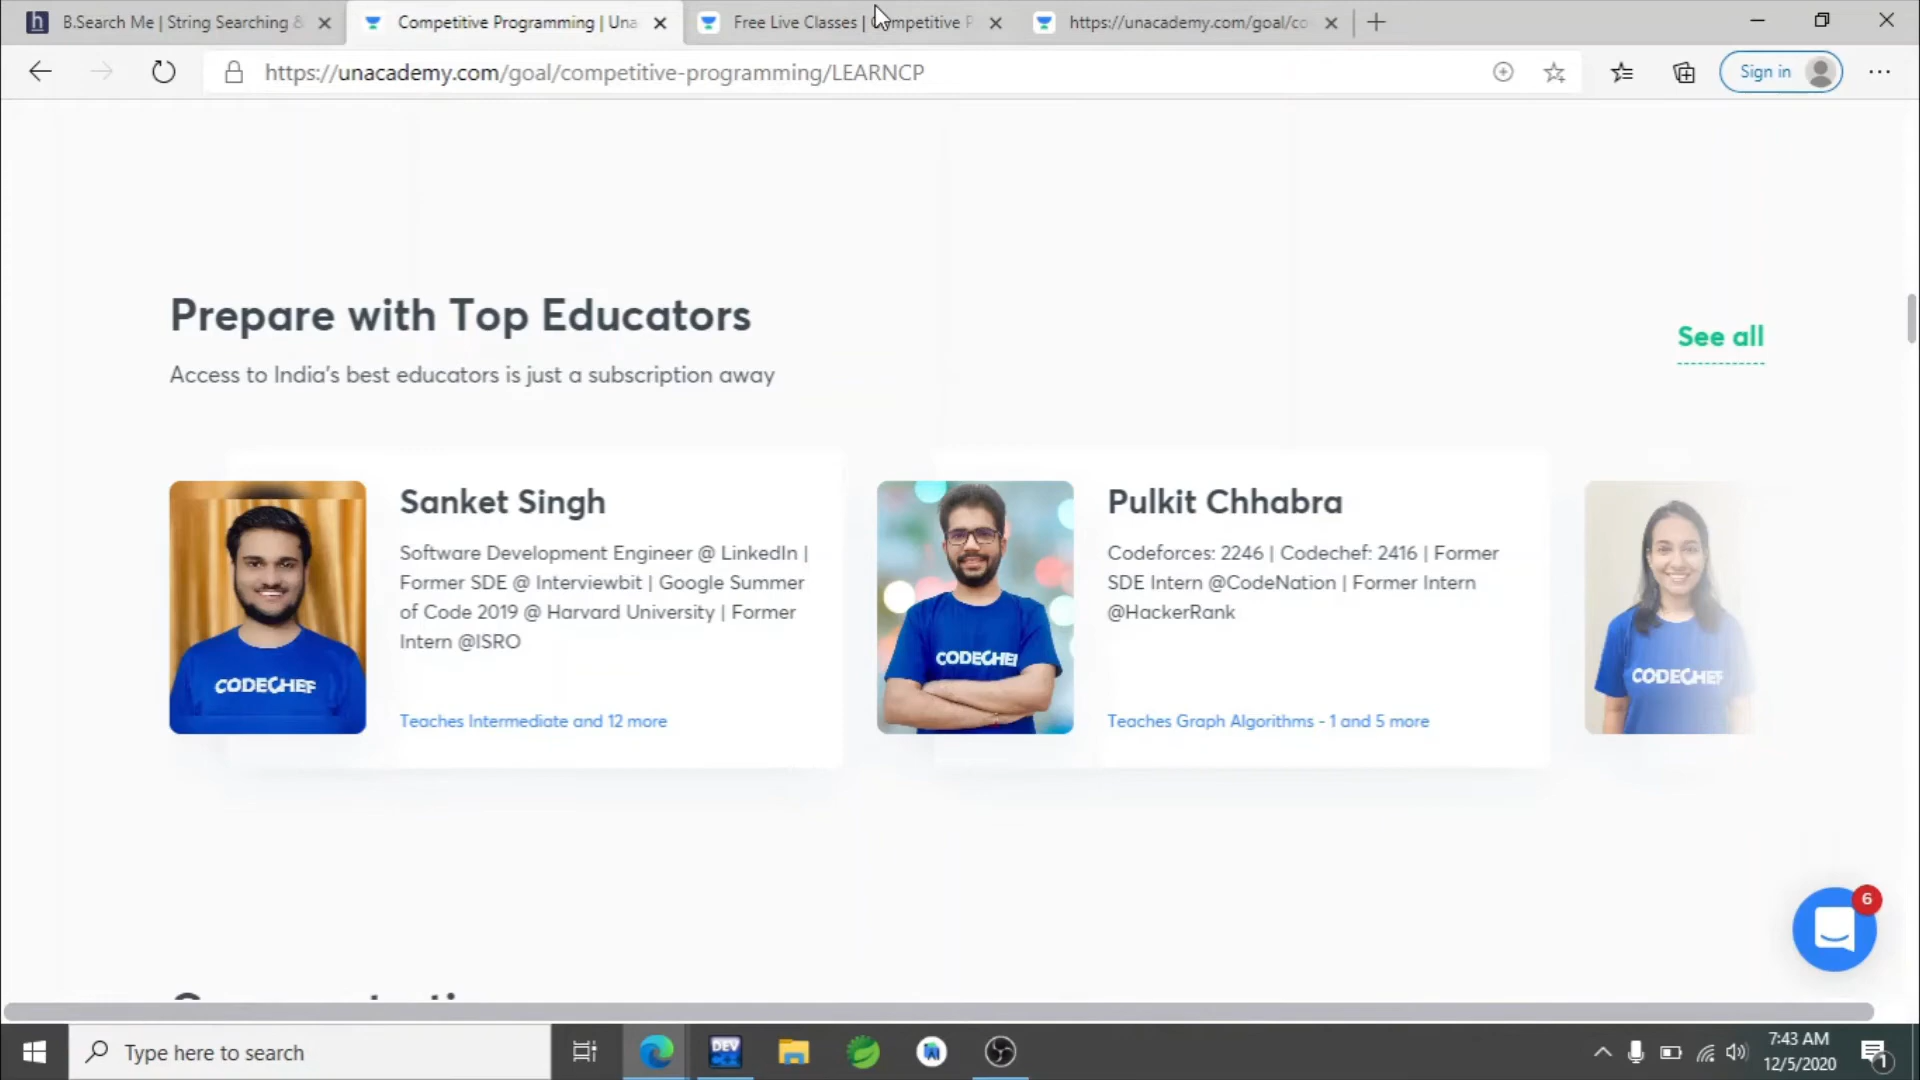 B.Search Me | String Searching &
Competitive Programming | Una
Free Live Classes | Competitive P
https://unacademy.com/goal/co
https://unacademy.com/goal/competitive-programming/LEARNCP
Sign in
Prepare with Top Educators
See all
Access to India's best educators is just a subscription away
Sanket Singh
Software Development Engineer @ LinkedIn |
Former SDE @ Interviewbit | Google Summer
of Code 2019 @ Harvard University | Former
Intern @ISRO
Teaches Intermediate and 12 more
CODECHEF
Pulkit Chhabra
Codeforces: 2246 | Codechef: 2416 | Former
SDE Intern @CodeNation | Former Intern
@HackerRank
Teaches Graph Algorithms - 1 and 5 more
CODECHEF
CODECHEF
6
Type here to search
DEV
7:43 AM
12/5/2020
1